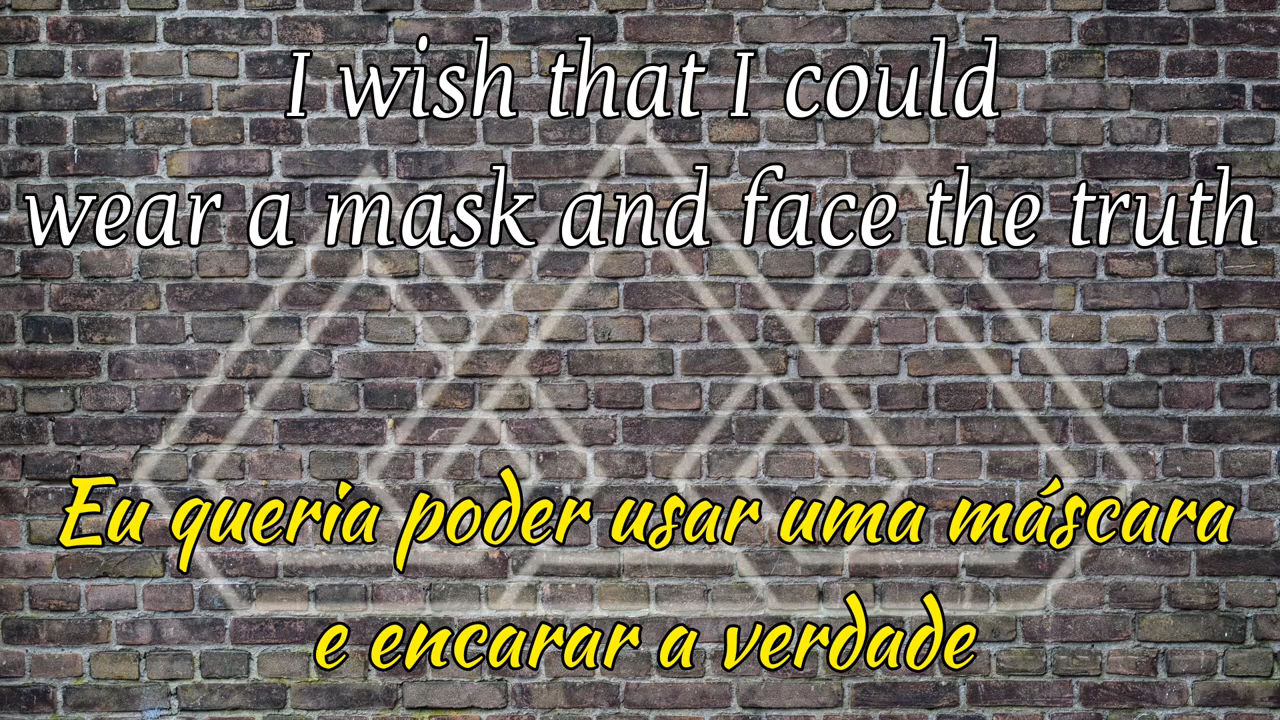 I wish that I could
wear a mask and face the truth
Eu queria poder usar uma máscara
e encarar a verdade